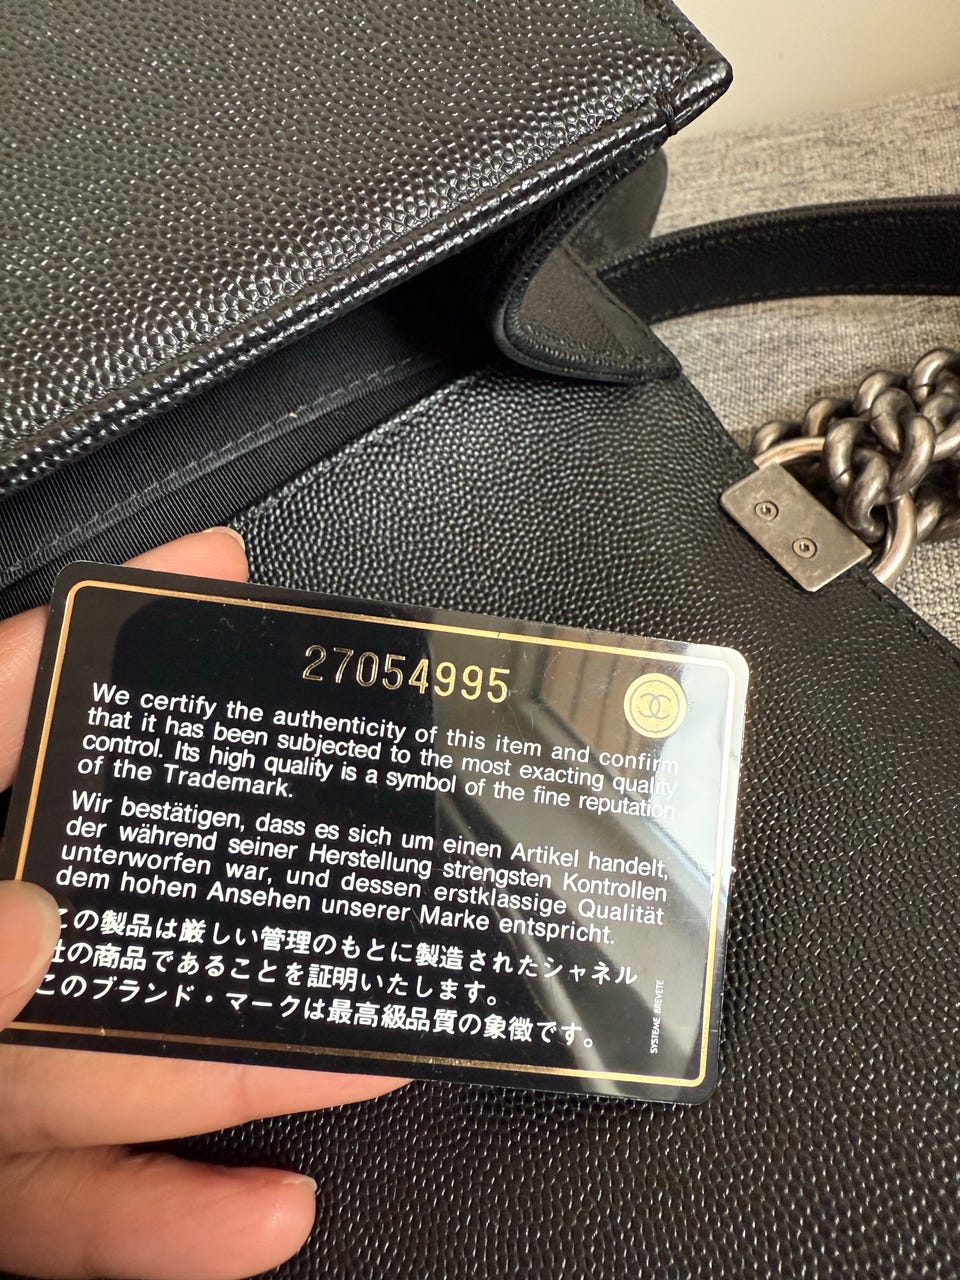 27054995
We certify the authenticity of this item and confirm
that it has been subjected to the most exacting quality
control. Its high quality is a symbol of the fine reputation
of the Trademark.
Wir bestätigen, dass es sich um einen Artikel handelt,
der während seiner Herstellung strengsten Kontrollen
unterworfen war, und dessen erstklassige Qualität
dem hohen Ansehen unserer Marke entspricht.
この製品は厳しい管理のもとに製造されたシャネル
社の商品であることを証明いたします。
このブランド・マークは最高級品質の象徴です。
SYSTEME BREVETE